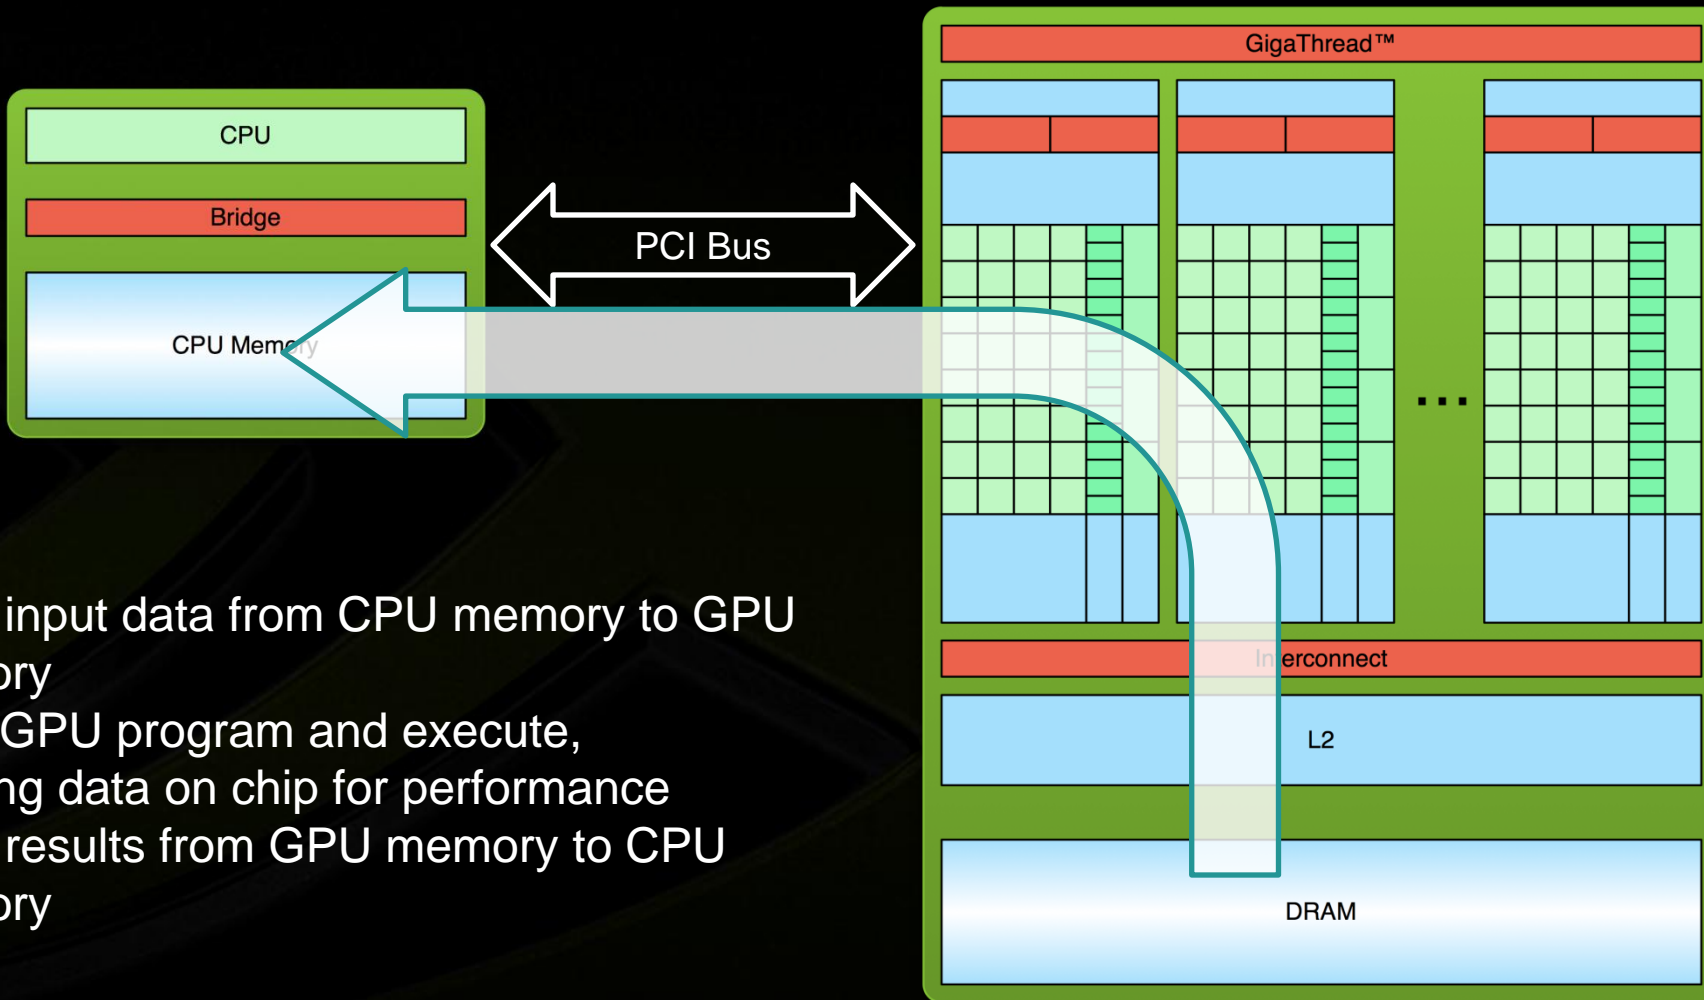 GigaThread™
CPU
Bridge
PCI Bus
CPU Memory
...
input data from CPU memory to GPU
ory
GPU program and execute,
ng data on chip for performance
results from GPU memory to CPU
ory
Interconnect
L2
DRAM